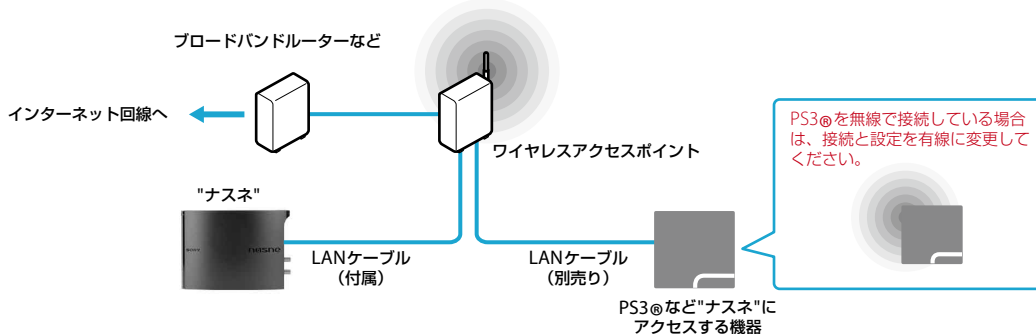 ブロードバンドルーターなど
インターネット回線へ
ワイヤレスアクセスポイント
PS3®を無線で接続している場合
は、接続と設定を有線に変更して
ください。
"ナスネ"
SONY
nasne
LANケーブル
（付属）
LANケーブル
（別売り）
PS3®など"ナスネ"に
アクセスする機器